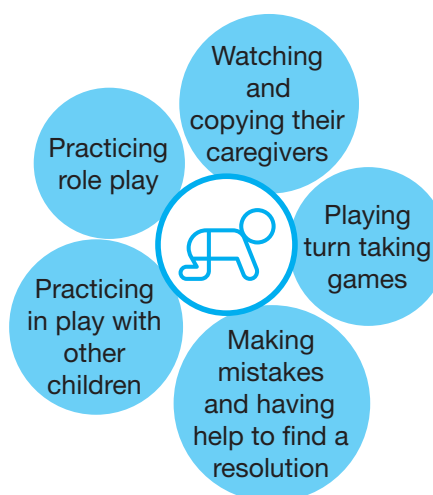 Watching
and
copying their
caregivers
Practicing
role play
Playing
turn taking
games
Practicing
in play with
other
children
Making
mistakes
and having
help to find a
resolution